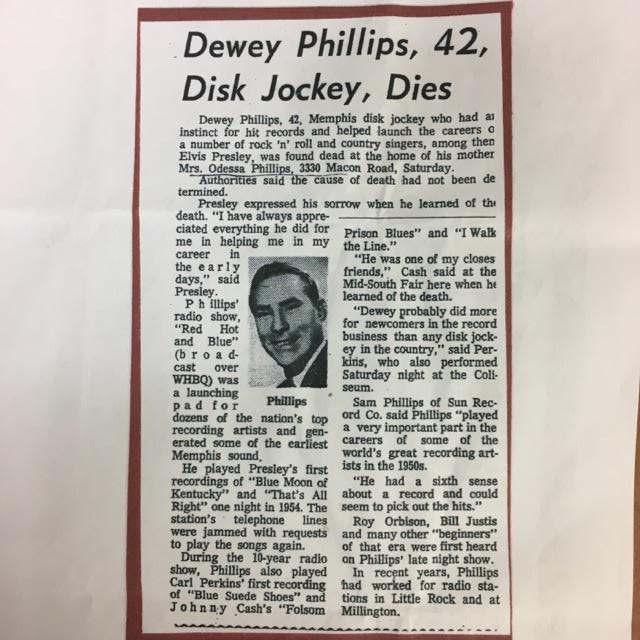 Dewey Phillips, 42,
Disk Jockey, Dies
Dewey Phillips, 42, Memphis disk jockey who had a
instinct for hit records and helped launch the careers o
a number of rock 'n' roll and country singers, among then
Elvis Presley, was found dead at the home of his mother
Mrs. Odessa Phillips, 3330 Macon Road, Saturday.
Authorities said the cause of death had not been de
termined.
Presley expressed his sorrow when he learned of the
death. "I have always appre-
ciated everything he did for
me in helping me in my
career in
the early
days," said
Presley.
Phillips'
radio show,
"Red Hot
and Blue"
(broad-
cast over
WHBQ) was
a launching
pad for
dozens of the nation's top
recording artists and gen-
erated some of the earliest
Memphis sound.
He played Presley's first
recordings of "Blue Moon of
Kentucky" and "That's All
Right" one night in 1954. The
station's telephone lines
were jammed with requests
to play the songs again.
During the 10-year radio
show, Phillips also played
Carl Perkins' first recording
of "Blue Suede Shoes" and
Johnny Cash's "Folsom
Phillips
Prison Blues" and "I Walk
the Line."
"He was one of my closes
friends," Cash said at the
Mid-South Fair here when he
learned of the death.
"Dewey probably did more
for newcomers in the record
business than any disk jock-
ey in the country," said Per-
kins, who also performed
Saturday night at the Coli-
seum.
Sam Phillips of Sun Rec-
ord Co. said Phillips "played
a very important part in the
careers of some of the
world's great recording art-
ists in the 1950s.
"He had a sixth sense
about a record and could
seem to pick out the hits."
Roy Orbison, Bill Justis
and many other "beginners"
of that era were first heard
on Phillips' late night show.
In recent years, Phillips
had worked for radio sta-
tions in Little Rock and at
Millington.